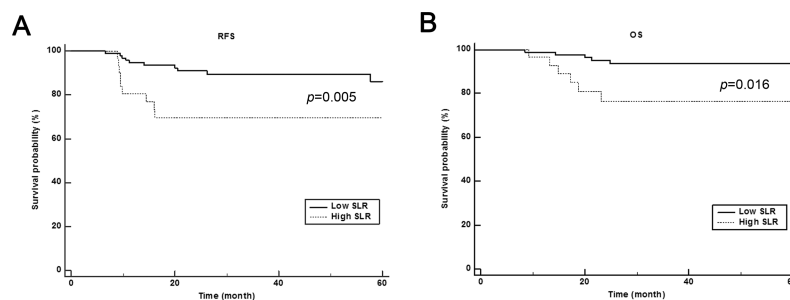 A
RFS
100
80
60
40
20
0
Survival probability (%)
p=0.005
Low SLR
High SLR
0
20
40
60
Time (month)
B
OS
100
80
60
40
20
0
Survival probability (%)
p=0.016
Low SLR
High SLR
0
20
40
60
Time (month)